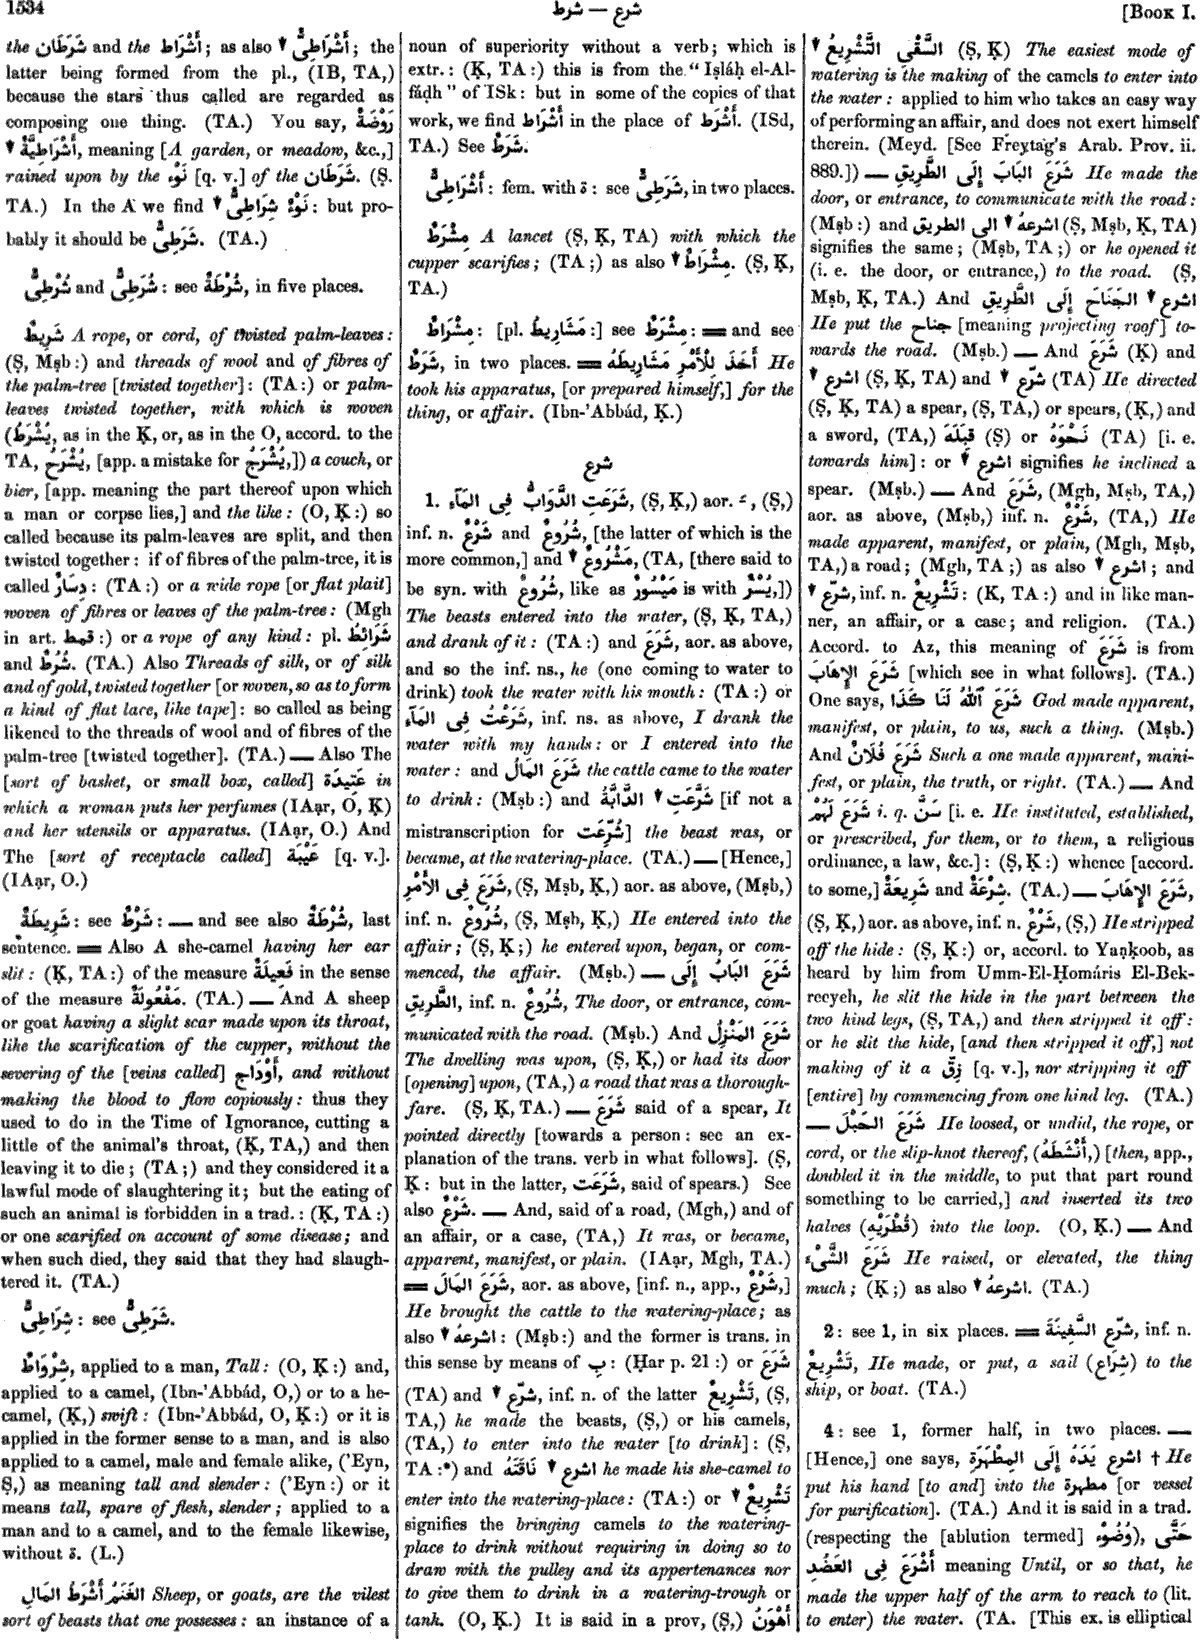 1534
شرط — شرع
[BOOK I.
the شَرَطَان and the أَشْرَاط; as also أَشْرَاطِىٌّ; the
latter being formed from the pl., (IB, TA,)
because the stars thus called are regarded as
composing one thing. (TA.) You say, رَوْضَةٌ
أَشْرَاطِيَّةٌ, meaning [A garden, or meadow, &c.,]
rained upon by the نَوْء [q. v.] of the شَرَطَان. (Ṣ,
TA.) In the A we find نَوْءٌ شِرَاطِىٌّ: but pro-
bably it should be شَرَطِىٌّ. (TA.)
شُرْطِىٌّ and شُرَطِىٌّ: see شُرْطَةٌ, in five places.
شَرِيطٌ A rope, or cord, of twisted palm-leaves:
(Ṣ, Mṣb:) and threads of wool and of fibres of
the palm-tree [twisted together]: (TA:) or palm-
leaves twisted together, with which is woven
(يُشْرَطُ, as in the Ḳ, or, as in the O, accord. to the
TA, يُشْرَحُ, [app. a mistake for يُشْرَجُ,]) a couch, or
bier, [app. meaning the part thereof upon which
a man or corpse lies,] and the like: (O, Ḳ:) so
called because its palm-leaves are split, and then
twisted together: if of fibres of the palm-tree, it is
called دِسَارٌ: (TA:) or a wide rope [or flat plait]
woven of fibres or leaves of the palm-tree: (Mgh
in art. قمط:) or a rope of any kind: pl. شَرَائِطُ
and شُرُطٌ. (TA.) Also Threads of silk, or of silk
and of gold, twisted together [or woven, so as to form
a kind of flat lace, like tape]: so called as being
likened to the threads of wool and of fibres of the
palm-tree [twisted together]. (TA.) — Also The
[sort of basket, or small box, called] عَتِيدَة in
which a woman puts her perfumes (IAạr, O, Ḳ)
and her utensils or apparatus. (IAạr, O.) And
The [sort of receptacle called] عَيْبَة [q. v.].
(IAạr, O.)
شَرِيطَةٌ: see شَرْطٌ: — and see also شُرْطَةٌ, last
sentence. = Also A she-camel having her ear
slit: (Ḳ, TA:) of the measure فَعِيلَةٌ in the sense
of the measure مَفْعُولَةٌ. (TA.) — And A sheep
or goat having a slight scar made upon its throat,
like the scarification of the cupper, without the
severing of the [veins called] أَوْدَاج, and without
making the blood to flow copiously: thus they
used to do in the Time of Ignorance, cutting a
little of the animal's throat, (Ḳ, TA,) and then
leaving it to die; (TA;) and they considered it a
lawful mode of slaughtering it; but the eating of
such an animal is forbidden in a trad.: (Ḳ, TA:)
or one scarified on account of some disease; and
when such died, they said that they had slaugh-
tered it. (TA.)
شِرَاطِىٌّ: see شَرَطِىٌّ.
شِرْوَاطٌ, applied to a man, Tall: (O, Ḳ:) and,
applied to a camel, (Ibn-'Abbád, O,) or to a he-
camel, (Ḳ,) swift: (Ibn-'Abbád, O, Ḳ:) or it is
applied in the former sense to a man, and is also
applied to a camel, male and female alike, ('Eyn,
Ṣ,) as meaning tall and slender: ('Eyn:) or it
means tall, spare of flesh, slender; applied to a
man and to a camel, and to the female likewise,
without ة. (L.)
الغَنَمُ أَشْرَطُ المَالِ Sheep, or goats, are the vilest
sort of beasts that one possesses: an instance of a
noun of superiority without a verb; which is
extr.: (Ḳ, TA:) this is from the "Iṣláḥ el-Al-
fáḍh" of ISk: but in some of the copies of that
work, we find أَشْرَاط in the place of أَشْرَط. (ISd,
TA.) See شَرَطٌ.
أَشْرَاطِىٌّ: fem. with ة: see شَرَطِىٌّ, in two places.
مِشْرَطٌ A lancet (Ṣ, Ḳ, TA) with which the
cupper scarifies; (TA;) as also مِشْرَاطٌ. (Ṣ, Ḳ,
TA.)
مِشْرَاطٌ: [pl. مَشَارِيطُ:] see مِشْرَطٌ: = and see
شَرَطٌ, in two places. = أَخَذَ لِلْأَمْرِ مَشَارِيطَهُ He
took his apparatus, [or prepared himself,] for the
thing, or affair. (Ibn-'Abbád, Ḳ.)
شرع
1. شَرَعَتِ الدَّوَابُّ فِى المَآءِ, (Ṣ, Ḳ,) aor. ـَ, (Ṣ,)
inf. n. شَرْعٌ and شُرُوعٌ, [the latter of which is the
more common,] and مَشْرُوعٌ, (TA, [there said to
be syn. with شُرُوعٌ, like as مَيْسُورٌ is with يُسْرٌ,])
The beasts entered into the water, (Ṣ, Ḳ, TA,)
and drank of it: (TA:) and شَرَعَ, aor. as above,
and so the inf. ns., he (one coming to water to
drink) took the water with his mouth: (TA:) or
شَرَعْتُ فِى المَآءِ, inf. ns. as above, I drank the
water with my hands: or I entered into the
water: and شَرَعَ المَالُ the cattle came to the water
to drink: (Mṣb:) and شَرَّعَتِ الدَّابَّةُ [if not a
mistranscription for شُرِّعَت] the beast was, or
became, at the watering-place. (TA.) — [Hence,]
شَرَعَ فِى الأَمْرِ, (Ṣ, Mṣb, Ḳ,) aor. as above, (Mṣb,)
inf. n. شُرُوعٌ, (Ṣ, Mṣb, Ḳ,) He entered into the
affair; (Ṣ, Ḳ;) he entered upon, began, or com-
menced, the affair. (Mṣb.) — شَرَعَ البَابُ إِلَى
الطَّرِيقِ, inf. n. شُرُوعٌ, The door, or entrance, com-
municated with the road. (Mṣb.) And شَرَعَ المَنْزِلُ
The dwelling was upon, (Ṣ, Ḳ,) or had its door
[opening] upon, (TA,) a road that was a thorough-
fare. (Ṣ, Ḳ, TA.) — شَرَعَ said of a spear, It
pointed directly [towards a person: see an ex-
planation of the trans. verb in what follows]. (Ṣ,
Ḳ: but in the latter, شَرَعَت, said of spears.) See
also شَرْعٌ. — And, said of a road, (Mgh,) and of
an affair, or a case, (TA,) It was, or became,
apparent, manifest, or plain. (IAạr, Mgh, TA.)
= شَرَعَ المَالَ, aor. as above, [inf. n., app., شَرْعٌ,]
He brought the cattle to the watering-place; as
also اشرعهُ: (Mṣb:) and the former is trans. in
this sense by means of بِ: (Ḥar p. 21:) or شَرَعَ
(TA) and شرّع, inf. n. of the latter تَشْرِيعٌ, (Ṣ,
TA,) he made the beasts, (Ṣ,) or his camels,
(TA,) to enter into the water [to drink]: (Ṣ,
TA:*) and اشرع نَاقَتَهُ he made his she-camel to
enter into the watering-place: (TA:) or تَشْرِيعٌ
signifies the bringing camels to the watering-
place to drink without requiring in doing so to
draw with the pulley and its appertenances nor
to give them to drink in a watering-trough or
tank. (O, Ḳ.) It is said in a prov, (Ṣ,) أَهْوَنُ
السَّقْىِ التَّشْرِيعُ (Ṣ, Ḳ) The easiest mode of
watering is the making of the camels to enter into
the water: applied to him who takes an easy way
of performing an affair, and does not exert himself
therein. (Meyd. [See Freytag's Arab. Prov. ii.
889.]) — شَرَعَ البَابَ إِلَى الطَّرِيقِ He made the
door, or entrance, to communicate with the road:
(Mṣb:) and اشرعهُ الى الطريق (Ṣ, Mṣb, Ḳ, TA)
signifies the same; (Mṣb, TA;) or he opened it
(i. e. the door, or entrance,) to the road. (Ṣ,
Mṣb, Ḳ, TA.) And اشرع الجَنَاحَ إِلَى الطَّرِيقِ
He put the جناح [meaning projecting roof] to-
wards the road. (Mṣb.) — And شَرَعَ (Ḳ) and
اشرع (Ṣ, Ḳ, TA) and شرّع (TA) He directed
(Ṣ, Ḳ, TA) a spear, (Ṣ, TA,) or spears, (Ḳ,) and
a sword, (TA,) قِبَلَهُ (Ṣ) or نَحْوَهُ (TA) [i. e.
towards him]: or اشرع signifies he inclined a
spear. (Mṣb.) — And شَرَعَ, (Mgh, Mṣb, TA,)
aor. as above, (Mṣb,) inf. n. شَرْعٌ, (TA,) He
made apparent, manifest, or plain, (Mgh, Mṣb,
TA,) a road; (Mgh, TA;) as also اشرع; and
شرّع, inf. n. تَشْرِيعٌ: (Ḳ, TA:) and in like man-
ner, an affair, or a case; and religion. (TA.)
Accord. to Az, this meaning of شَرَعَ is from
شَرَعَ الإِهَابَ [which see in what follows]. (TA.)
One says, شَرَعَ ٱللّٰهُ لَنَا كَذَا God made apparent,
manifest, or plain, to us, such a thing. (Mṣb.)
And شَرَعَ فُلَانٌ Such a one made apparent, mani-
fest, or plain, the truth, or right. (TA.) — And
شَرَعَ لَهُمْ i. q. سَنَّ [i. e. He instituted, established,
or prescribed, for them, or to them, a religious
ordinance, a law, &c.]: (Ṣ, Ḳ:) whence [accord.
to some,] شَرِيعَةٌ and شِرْعَةٌ. (TA.) — شَرَعَ الإِهَابَ,
(Ṣ, Ḳ,) aor. as above, inf. n. شَرْعٌ, (Ṣ,) He stripped
off the hide: (Ṣ, Ḳ:) or, accord. to Yaạḳoob, as
heard by him from Umm-El-Ḥomáris El-Bek-
reeyeh, he slit the hide in the part between the
two hind legs, (Ṣ, TA,) and then stripped it off:
or he slit the hide, [and then stripped it off,] not
making of it a زِقّ [q. v.], nor stripping it off
[entire] by commencing from one hind leg. (TA.)
— شَرَعَ الحَبْلَ He loosed, or undid, the rope, or
cord, or the slip-knot thereof, (أَنْشَطَهُ,) [then, app.,
doubled it in the middle, to put that part round
something to be carried,] and inserted its two
halves (قُطْرَيْهِ) into the loop. (O, Ḳ.) — And
شَرَعَ الشَّىْءَ He raised, or elevated, the thing
much; (Ḳ;) as also اشرعهُ. (TA.)
2: see 1, in six places. = شرّع السَّفِينَةَ, inf. n.
تَشْرِيعٌ, He made, or put, a sail (شِرَاع) to the
ship, or boat. (TA.)
4: see 1, former half, in two places. —
[Hence,] one says, اشرع يَدَهُ إِلَى المِطْهَرَةِ † He
put his hand [to and] into the مطهرة [or vessel
for purification]. (TA.) And it is said in a trad.
(respecting the [ablution termed] وُضُوْء), حَتَّى
أَشْرَعَ فِى العَضُدِ meaning Until, or so that, he
made the upper half of the arm to reach to (lit.
to enter) the water. (TA. [This ex. is elliptical